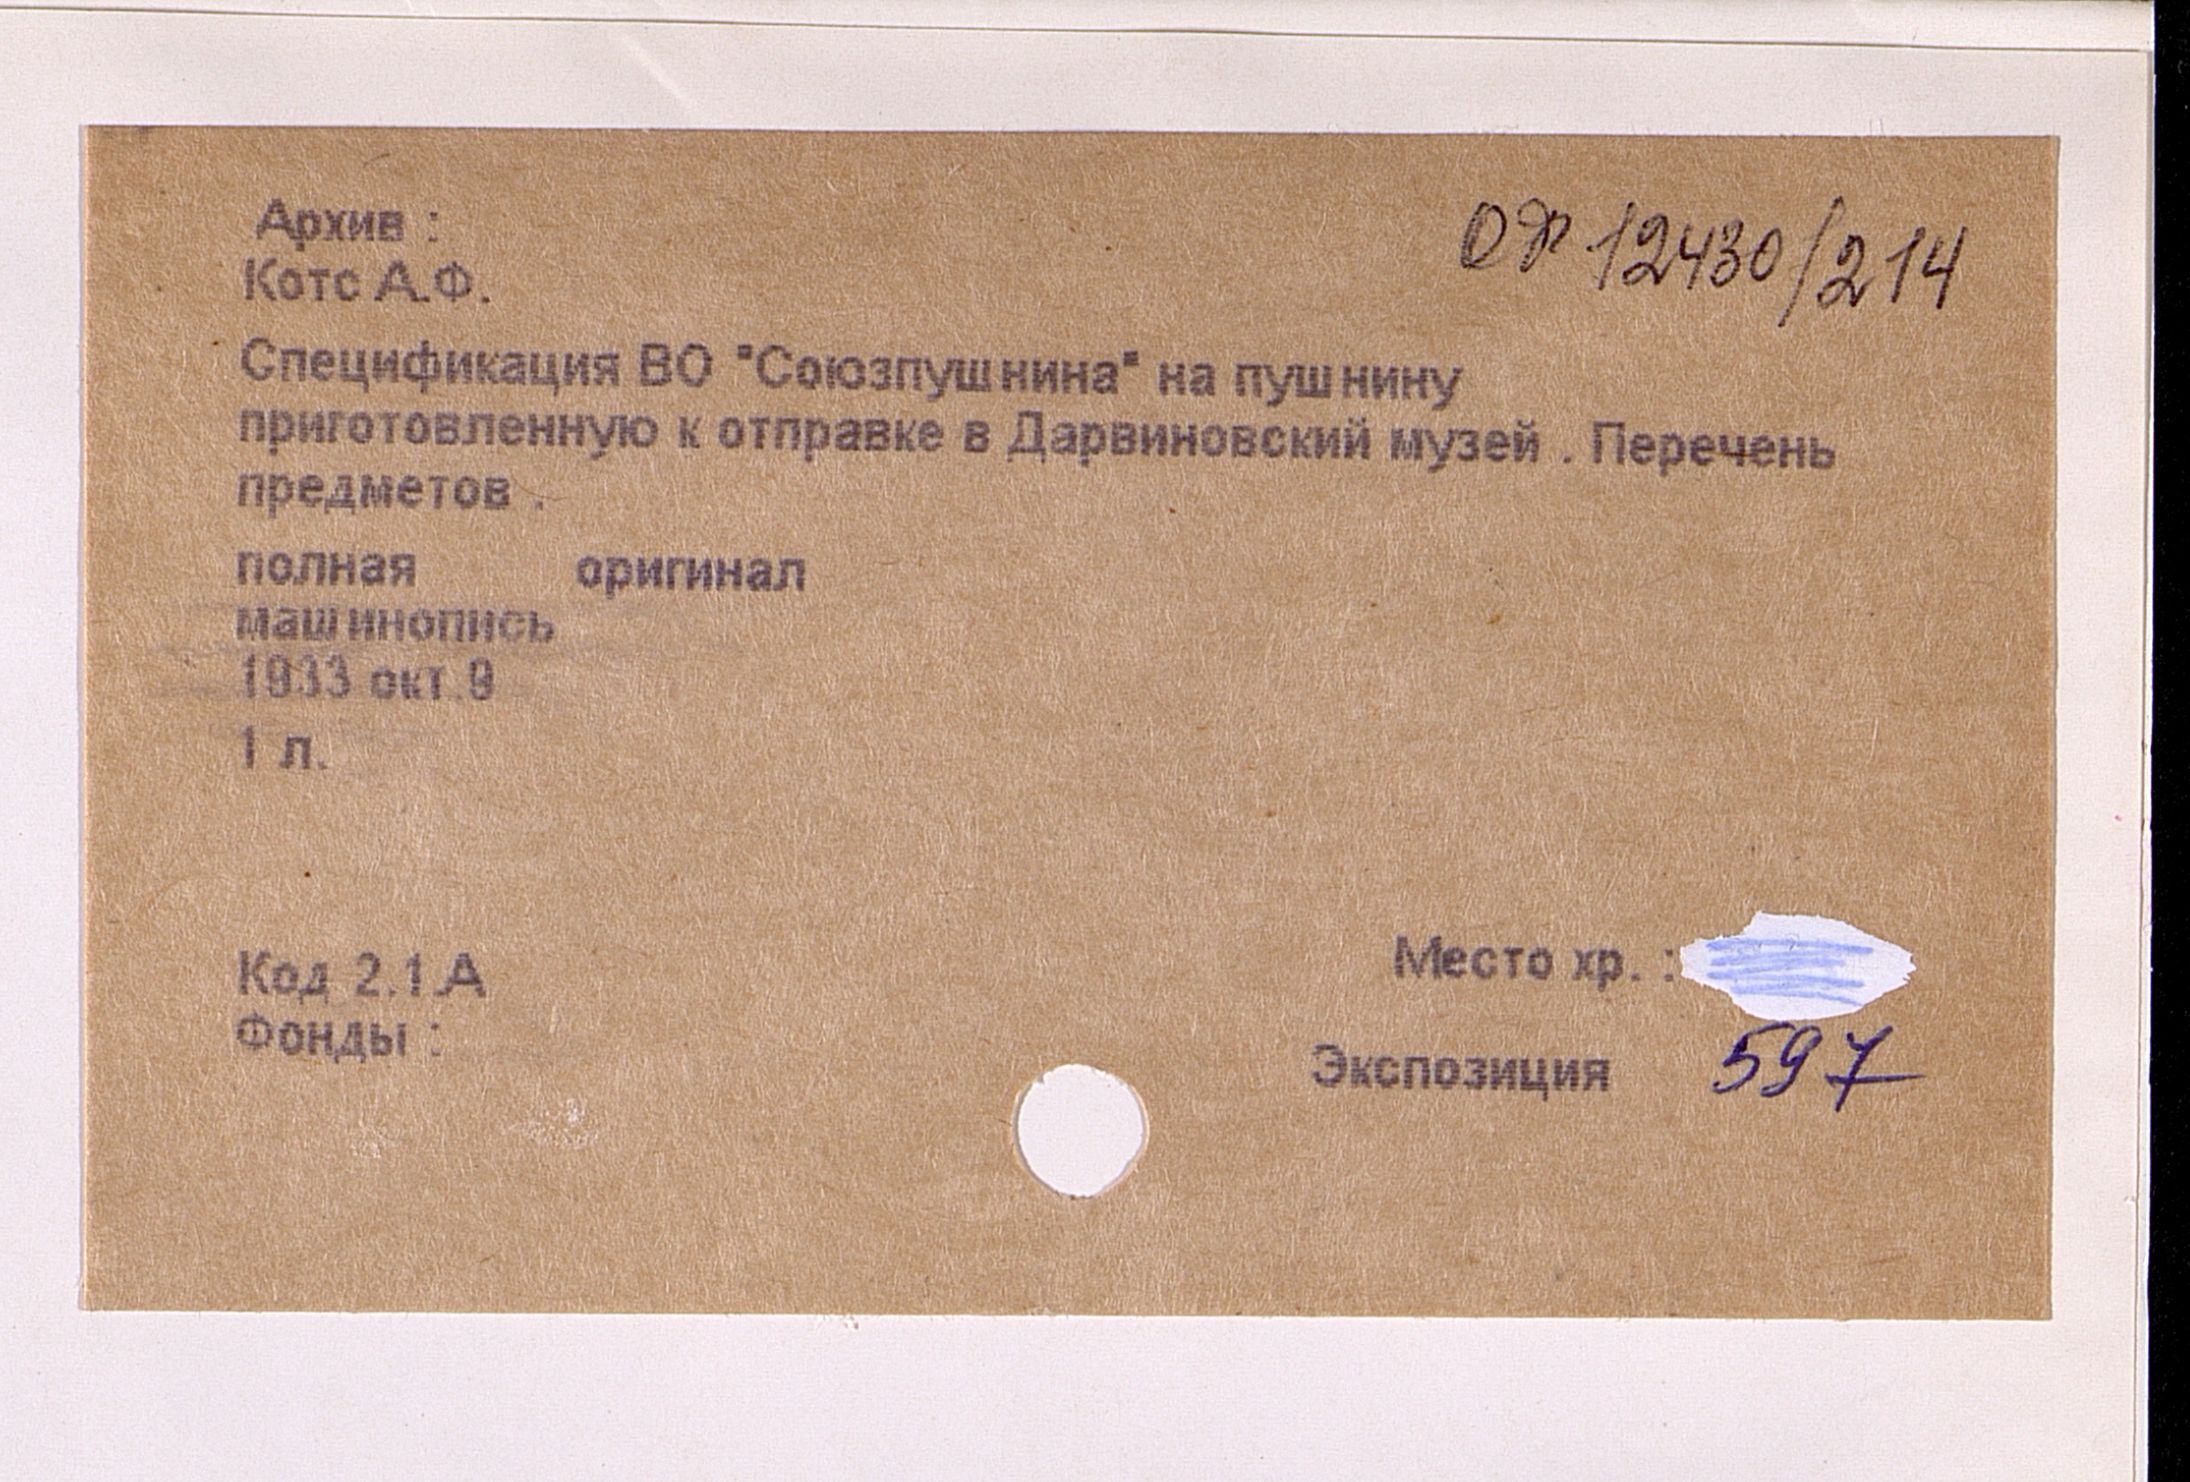 Архив :
ОФ 12430/214
Котс А.Ф.
Спецификация ВО "Союзпушнина" на пушнину
приготовленную к отправке в Дарвиновский музей . Перечень
предметов .
полная оригинал
машинопись
1933 окт.9
1 л.
Код 2.1.А
Место хр. :
Фонды :
Экспозиция 597